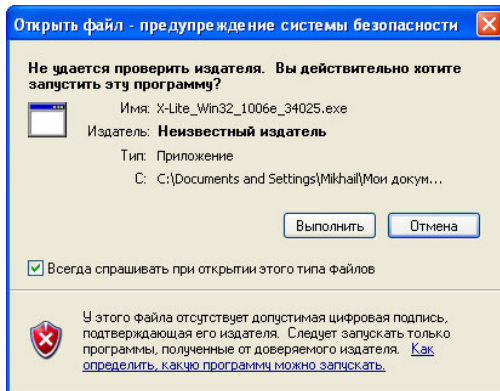 Открыть файл - предупреждение системы безопасности
Не удается проверить издателя. Вы действительно хотите
запустить эту программу?
Имя: X-Lite_Win32_1006e_34025.exe
Издатель: Неизвестный издатель
Тип: Приложение
С: C:\Documents and Settings\Mikhail\Мои докум...
Выполнить Отмена
Всегда спрашивать при открытии этого типа файлов
У этого файла отсутствует допустимая цифровая подпись,
подтверждающая его издателя. Следует запускать только
программы, полученные от доверяемого издателя. Как
определить, какую программу можно запускать.